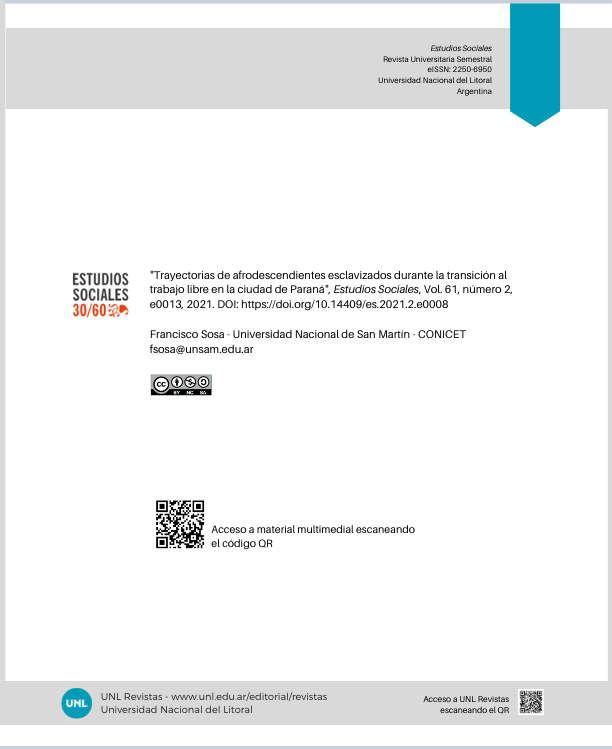 Estudios Sociales
Revista Universitaria Semestral
eISSN: 2250-6950
Universidad Nacional del Litoral
Argentina
ESTUDIOS
SOCIALES
30/60
"Trayectorias de afrodescendientes esclavizados durante la transición al
trabajo libre en la ciudad de Paraná", Estudios Sociales, Vol. 61, número 2,
e0013, 2021. DOI: https://doi.org/10.14409/es.2021.2.e0008
Francisco Sosa - Universidad Nacional de San Martín - CONICET
fsosa@unsam.edu.ar
cc
BY NC SA
Acceso a material multimedial escaneando
el código QR
UNL
UNL Revistas - www.unl.edu.ar/editorial/revistas
Universidad Nacional del Litoral
Acceso a UNL Revistas
escaneando el QR